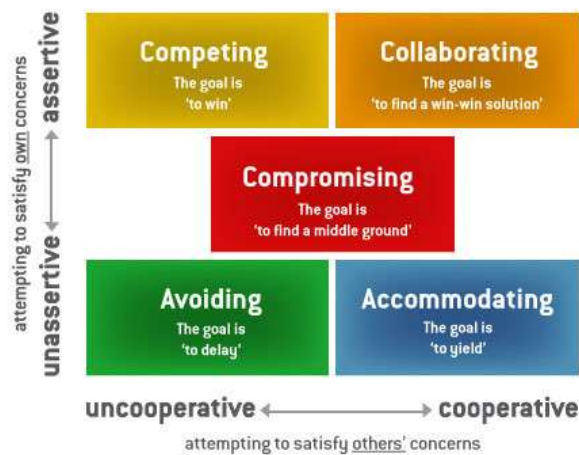 Competing
The goal is
'to win'
Collaborating
The goal is
'to find a win-win solution'
Compromising
The goal is
'to find a middle ground'
Avoiding
The goal is
'to delay'
Accommodating
The goal is
'to yield'
attempting to satisfy own concerns
assertive
unassertive
uncooperative
cooperative
attempting to satisfy others' concerns